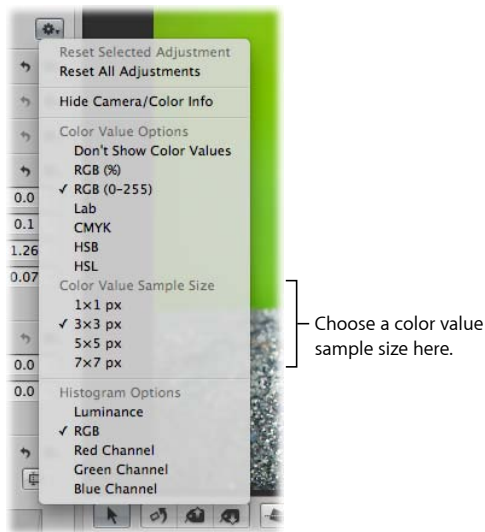 Reset Selected Adjustment
Reset All Adjustments
Hide Camera/Color Info
Color Value Options
Don't Show Color Values
RGB (%)
✓ RGB (0–255)
Lab
CMYK
HSB
HSL
Color Value Sample Size
1×1 px
✓ 3×3 px
5×5 px
7×7 px
Histogram Options
Luminance
✓ RGB
Red Channel
Green Channel
Blue Channel
0.0
0.1
1.26
0.07
0.0
0.0
Choose a color value
sample size here.